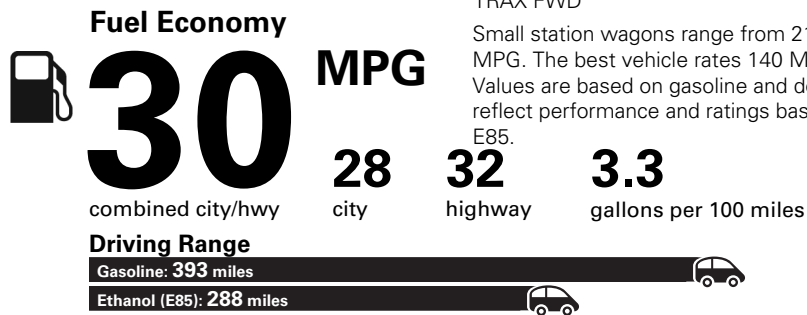 TRAX FWD
Fuel Economy
Small station wagons range from
MPG. The best vehicle rates 140
Values are based on gasoline and
reflect performance and ratings
E85.
30
MPG
28
32
3.3
combined city/hwy
city
highway
gallons per 100 miles
Driving Range
Gasoline: 393 miles
Ethanol (E85): 288 miles